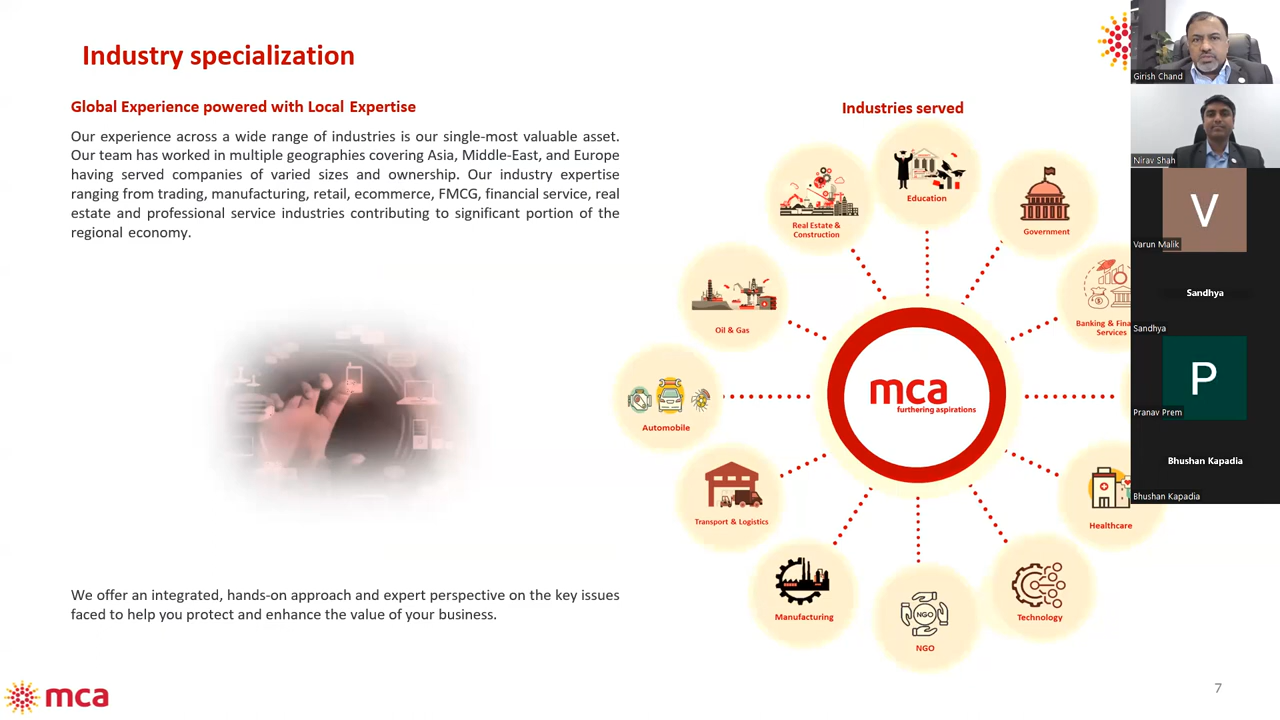 Industry specialization
Global Experience powered with Local Expertise
Our experience across a wide range of industries is our single-most valuable asset.
Our team has worked in multiple geographies covering Asia, Middle-East, and Europe
having served companies of varied sizes and ownership. Our industry expertise
ranging from trading, manufacturing, retail, ecommerce, FMCG, financial service, real
estate and professional service industries contributing to significant portion of the
regional economy.
We offer an integrated, hands-on approach and expert perspective on the key issues
faced to help you protect and enhance the value of your business.
mca
Industries served
Education
Real Estate &
Construction
Government
Oil & Gas
Banking &
Services
Automobile
mca
furthering aspirations
Transport & Logistics
Healthcare
Manufacturing
NGO
NGO
Technology
7
Girish Chand
Nirav Shah
V
Varun Malik
Sandhya
Sandhya
P
Pranav Prem
Bhushan Kapadia
Bhushan Kapadia